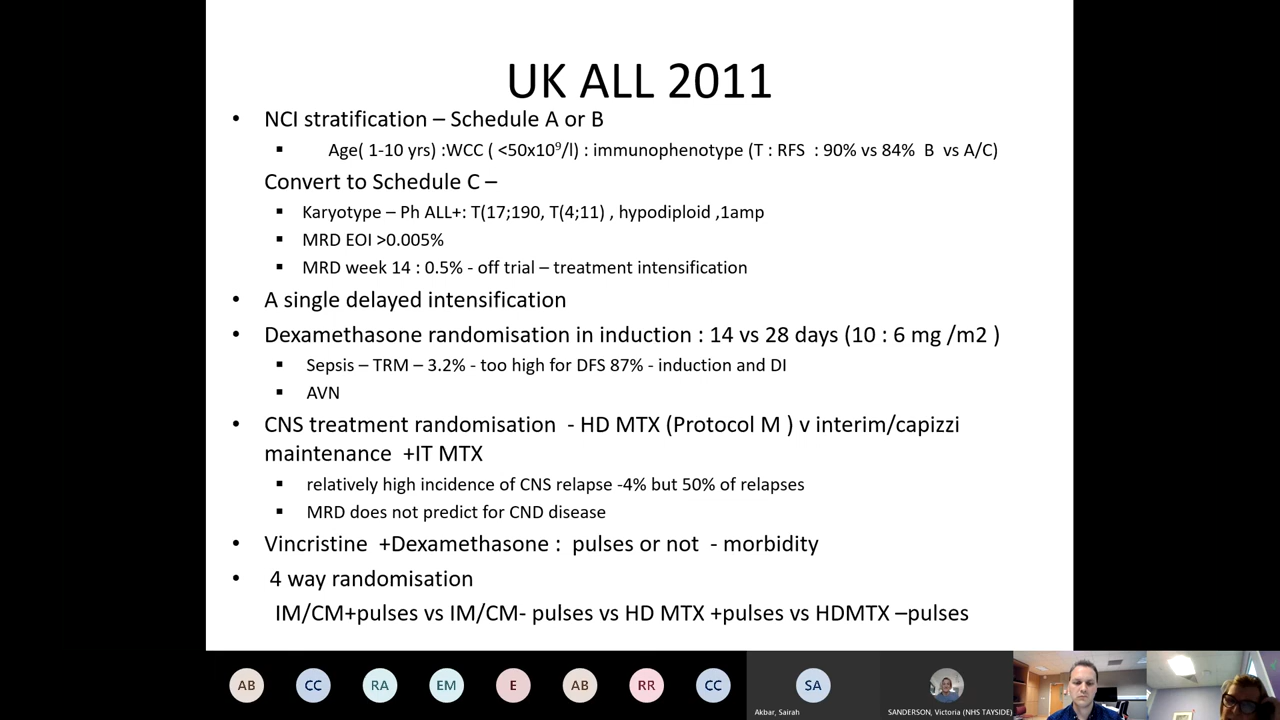 UK ALL 2011
• NCI stratification – Schedule A or B
▪ Age( 1-10 yrs) :WCC ( <50x10⁹/l) : immunophenotype (T : RFS : 90% vs 84% B vs A/C)
Convert to Schedule C –
▪ Karyotype – Ph ALL+: T(17;190, T(4;11) , hypodiploid ,1amp
▪ MRD EOI >0.005%
▪ MRD week 14 : 0.5% - off trial – treatment intensification
• A single delayed intensification
• Dexamethasone randomisation in induction : 14 vs 28 days (10 : 6 mg /m2 )
▪ Sepsis – TRM – 3.2% - too high for DFS 87% - induction and DI
▪ AVN
• CNS treatment randomisation - HD MTX (Protocol M ) v interim/capizzi
maintenance +IT MTX
▪ relatively high incidence of CNS relapse -4% but 50% of relapses
▪ MRD does not predict for CND disease
• Vincristine +Dexamethasone : pulses or not - morbidity
• 4 way randomisation
IM/CM+pulses vs IM/CM- pulses vs HD MTX +pulses vs HDMTX –pulses
AB CC RA EM E AB RR CC SA
Akbar, Sairah SANDERSON, Victoria (NHS TAYSIDE)